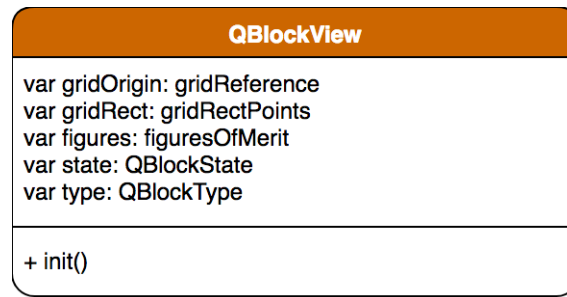 QBlockView
var gridOrigin: gridReference
var gridRect: gridRectPoints
var figures: figuresOfMerit
var state: QBlockState
var type: QBlockType
+ init()